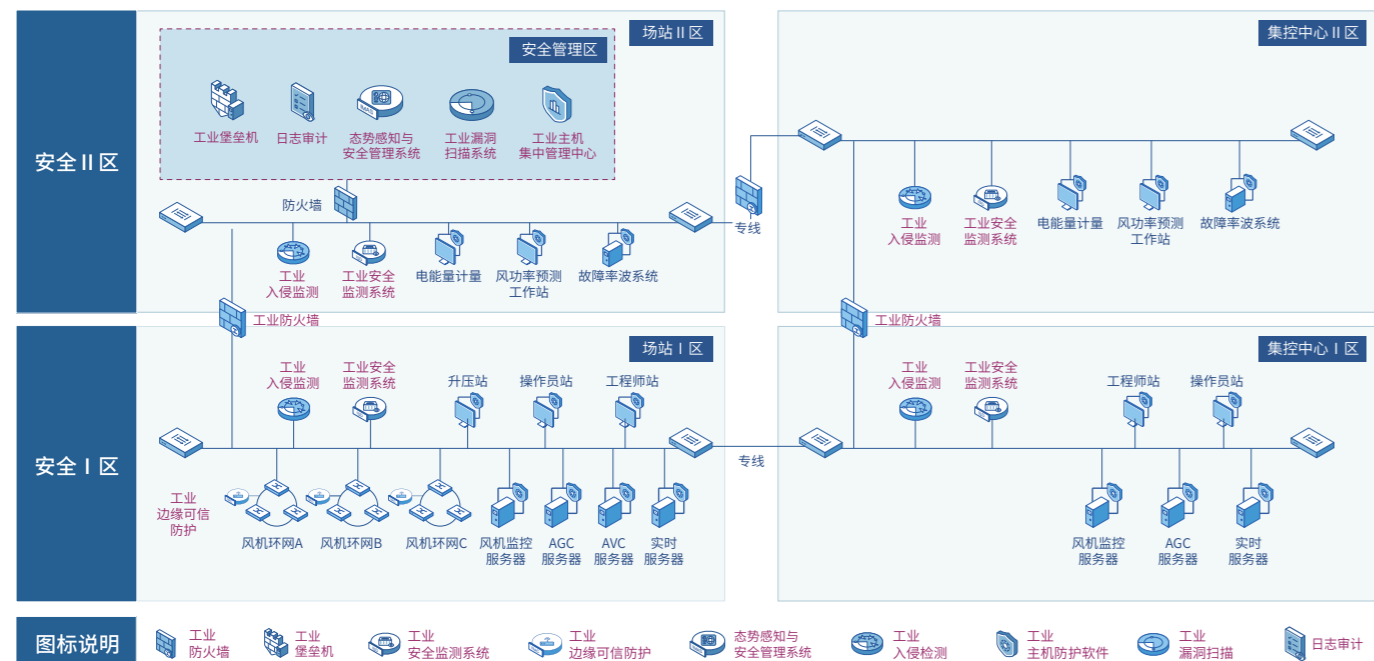 安全Ⅱ区
场站Ⅱ区
安全管理区
工业堡垒机
日志审计
态势感知与
安全管理系统
工业漏洞
扫描系统
工业主机
集中管理中心
防火墙
工业
入侵监测
工业安全
监测系统
电能量计量
风功率预测
工作站
故障率波系统
专线
集控中心Ⅱ区
工业
入侵监测
工业安全
监测系统
电能量计量
风功率预测
工作站
故障率波系统
工业防火墙
工业防火墙
安全Ⅰ区
场站Ⅰ区
工业
入侵监测
工业安全
监测系统
升压站
操作员站
工程师站
工业
边缘可信
防护
风机环网A
风机环网B
风机环网C
风机监控
服务器
AGC
服务器
AVC
服务器
实时
服务器
专线
集控中心Ⅰ区
工业
入侵监测
工业安全
监测系统
工程师站
操作员站
风机监控
服务器
AGC
服务器
实时
服务器
图标说明
工业
防火墙
工业
堡垒机
工业
安全监测系统
工业
边缘可信防护
态势感知与
安全管理系统
工业
入侵检测
工业
主机防护软件
工业
漏洞扫描
日志审计